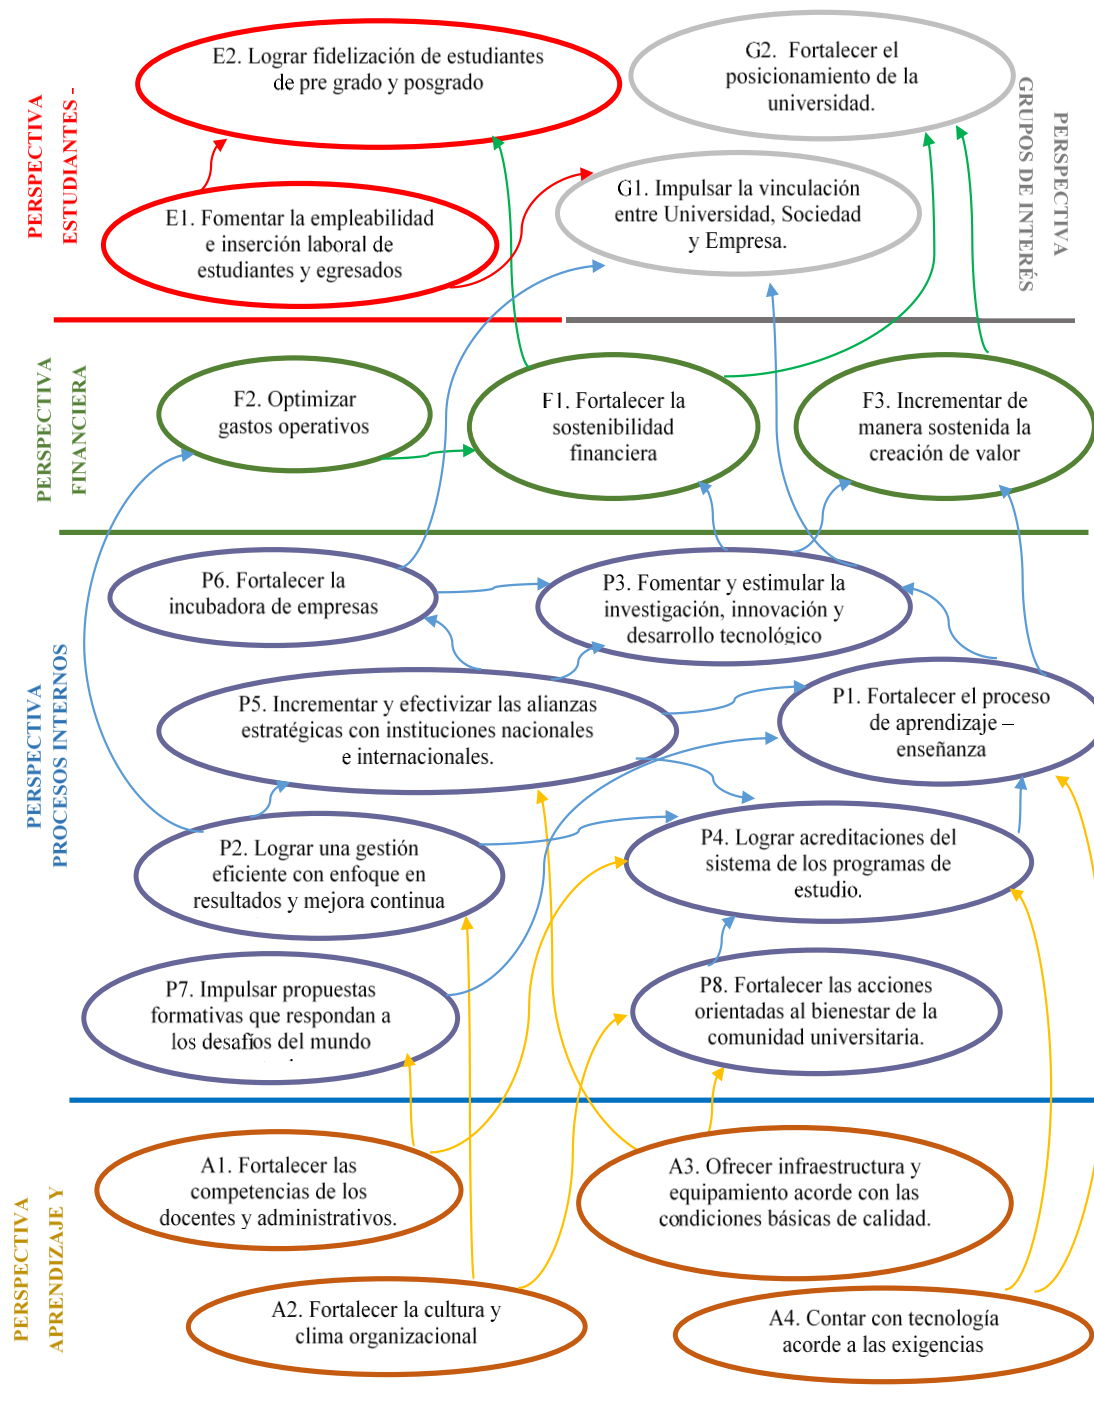 PERSPECTIVA
ESTUDIANTES -
E2. Lograr fidelización de estudiantes
de pre grado y posgrado
G2. Fortalecer el
posicionamiento de la
universidad.
PERSPECTIVA
GRUPOS DE INTERÉS
E1. Fomentar la empleabilidad
e inserción laboral de
estudiantes y egresados
G1. Impulsar la vinculación
entre Universidad, Sociedad
y Empresa.
PERSPECTIVA
FINANCIERA
F2. Optimizar
gastos operativos
F1. Fortalecer la
sostenibilidad
financiera
F3. Incrementar de
manera sostenida la
creación de valor
PERSPECTIVA
PROCESOS INTERNOS
P6. Fortalecer la
incubadora de empresas
P3. Fomentar y estimular la
investigación, innovación y
desarrollo tecnológico
P5. Incrementar y efectivizar las alianzas
estratégicas con instituciones nacionales
e internacionales.
P1. Fortalecer el proceso
de aprendizaje –
enseñanza
P2. Lograr una gestión
eficiente con enfoque en
resultados y mejora continua
P4. Lograr acreditaciones del
sistema de los programas de
estudio.
P7. Impulsar propuestas
formativas que respondan a
los desafíos del mundo
P8. Fortalecer las acciones
orientadas al bienestar de la
comunidad universitaria.
PERSPECTIVA
APRENDIZAJE Y
A1. Fortalecer las
competencias de los
docentes y administrativos.
A3. Ofrecer infraestructura y
equipamiento acorde con las
condiciones básicas de calidad.
A2. Fortalecer la cultura y
clima organizacional
A4. Contar con tecnología
acorde a las exigencias